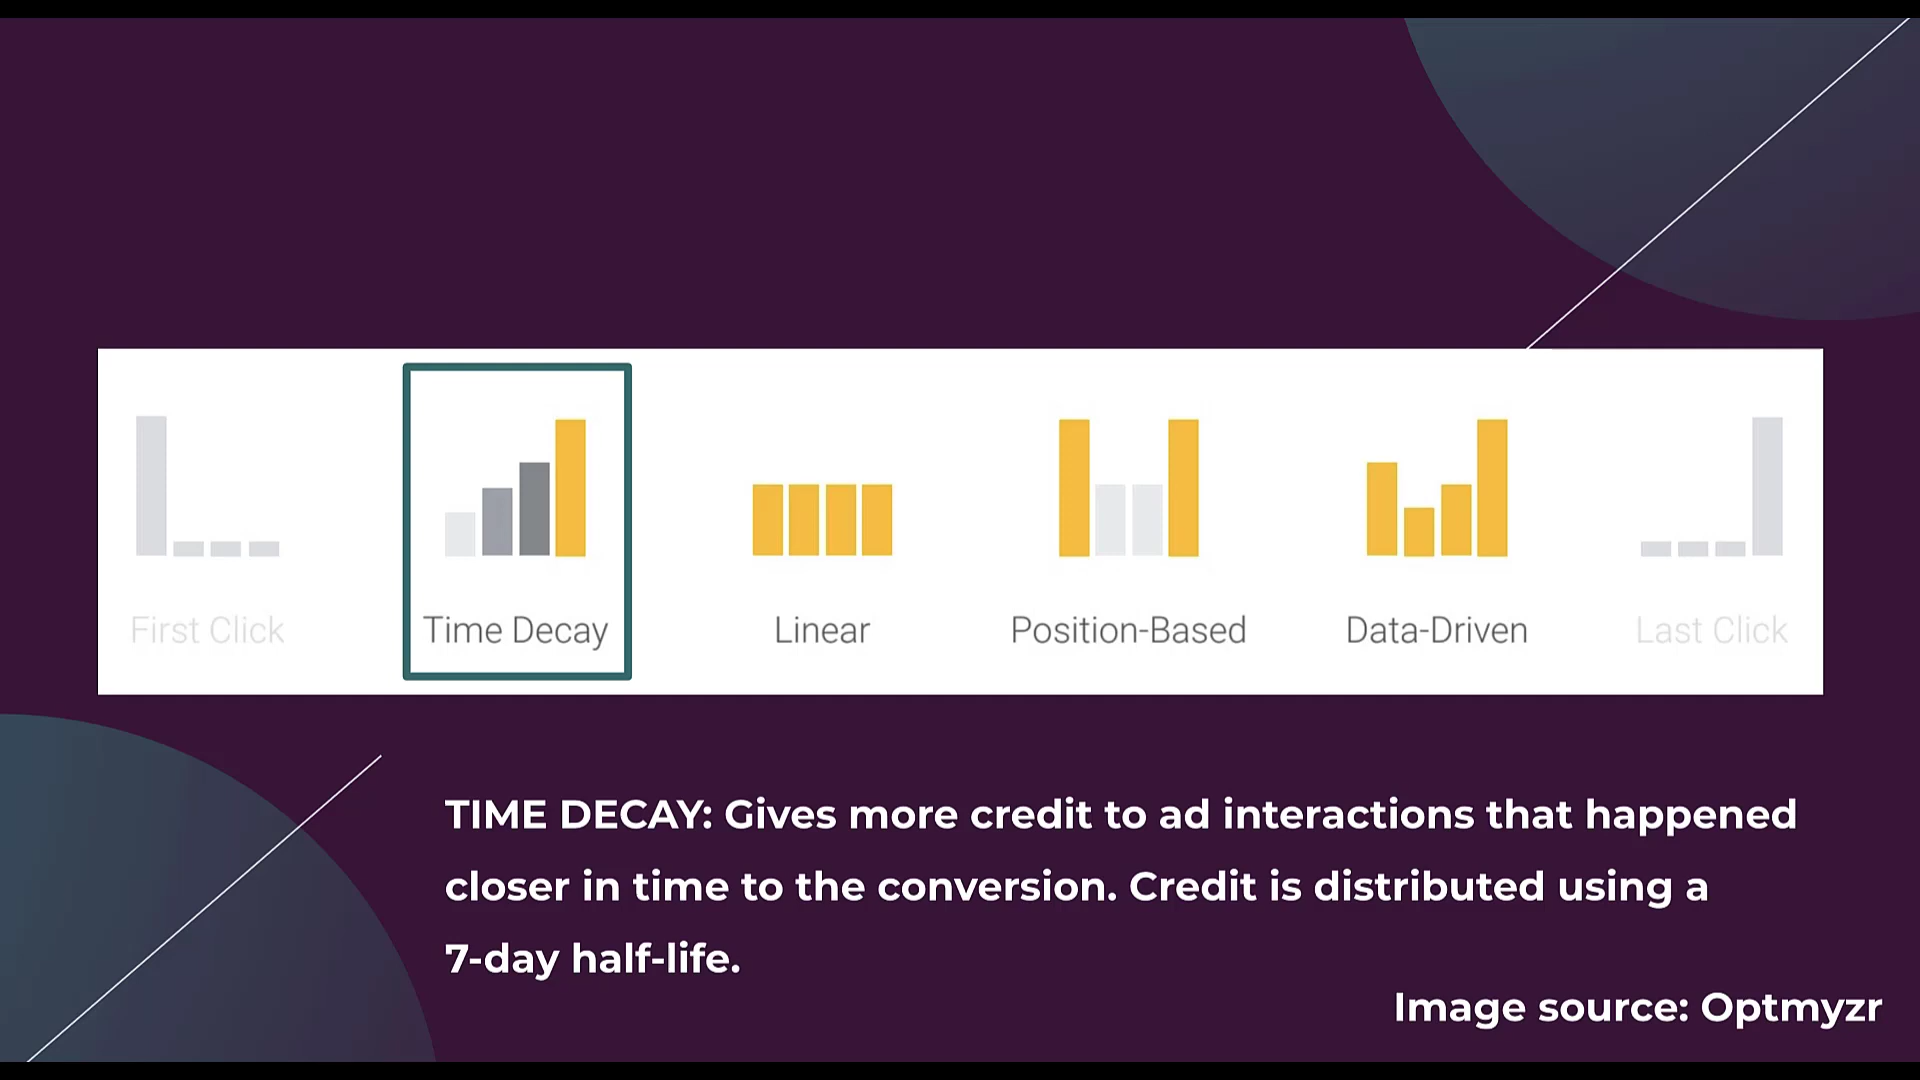 First Click
Time Decay
Linear
Position-Based
Data-Driven
Last Click
TIME DECAY: Gives more credit to ad interactions that happened
closer in time to the conversion. Credit is distributed using a
7-day half-life.
Image source: Optmyzr